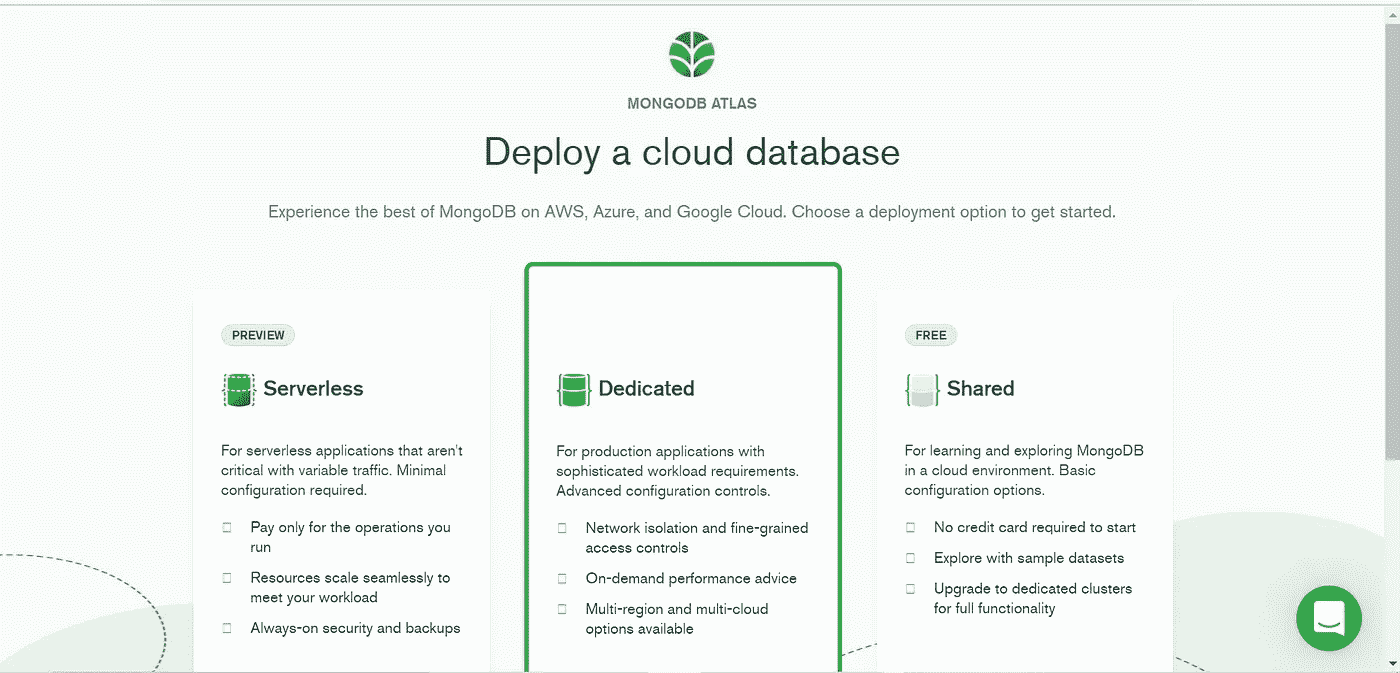 MONGODB ATLAS
Deploy a cloud database
Experience the best of MongoDB on AWS, Azure, and Google Cloud. Choose a deployment option to get started.
PREVIEW
Serverless
For serverless applications that aren't
critical with variable traffic. Minimal
configuration required.
Pay only for the operations you
run
Resources scale seamlessly to
meet your workload
Always-on security and backups
Dedicated
For production applications with
sophisticated workload requirements.
Advanced configuration controls.
Network isolation and fine-grained
access controls
On-demand performance advice
Multi-region and multi-cloud
options available
FREE
Shared
For learning and exploring MongoDB
in a cloud environment. Basic
configuration options.
No credit card required to start
Explore with sample datasets
Upgrade to dedicated clusters
for full functionality